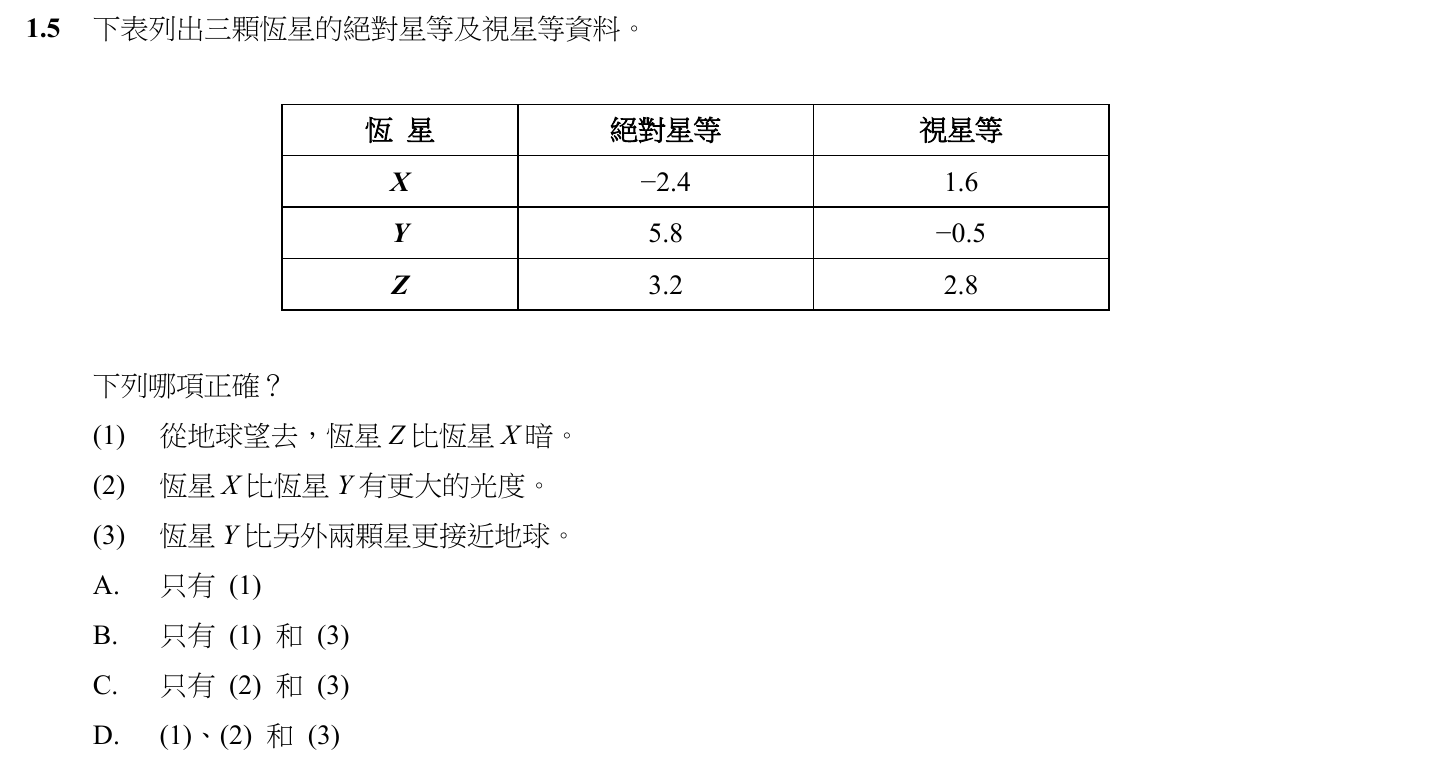 1.5 下表列出三顆恆星的絕對星等及視星等資料。
恆 星 絕對星等 視星等
X −2.4 1.6
Y 5.8 −0.5
Z 3.2 2.8
下列哪項正確？
(1) 從地球望去，恆星 Z 比恆星 X 暗。
(2) 恆星 X 比恆星 Y 有更大的光度。
(3) 恆星 Y 比另外兩顆星更接近地球。
A. 只有 (1)
B. 只有 (1) 和 (3)
C. 只有 (2) 和 (3)
D. (1)、(2) 和 (3)